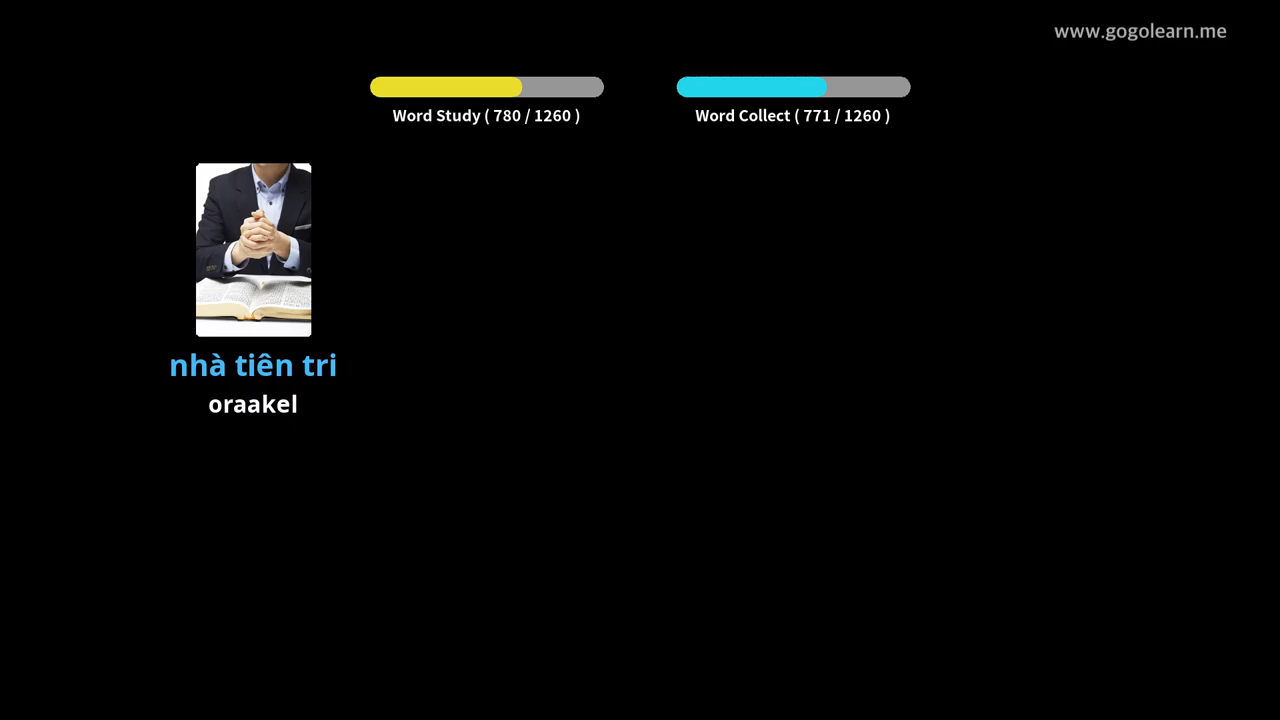 www.gogolearn.me
Word Study ( 780 / 1260 )
Word Collect ( 771 / 1260 )
nhà tiên tri
oraakel